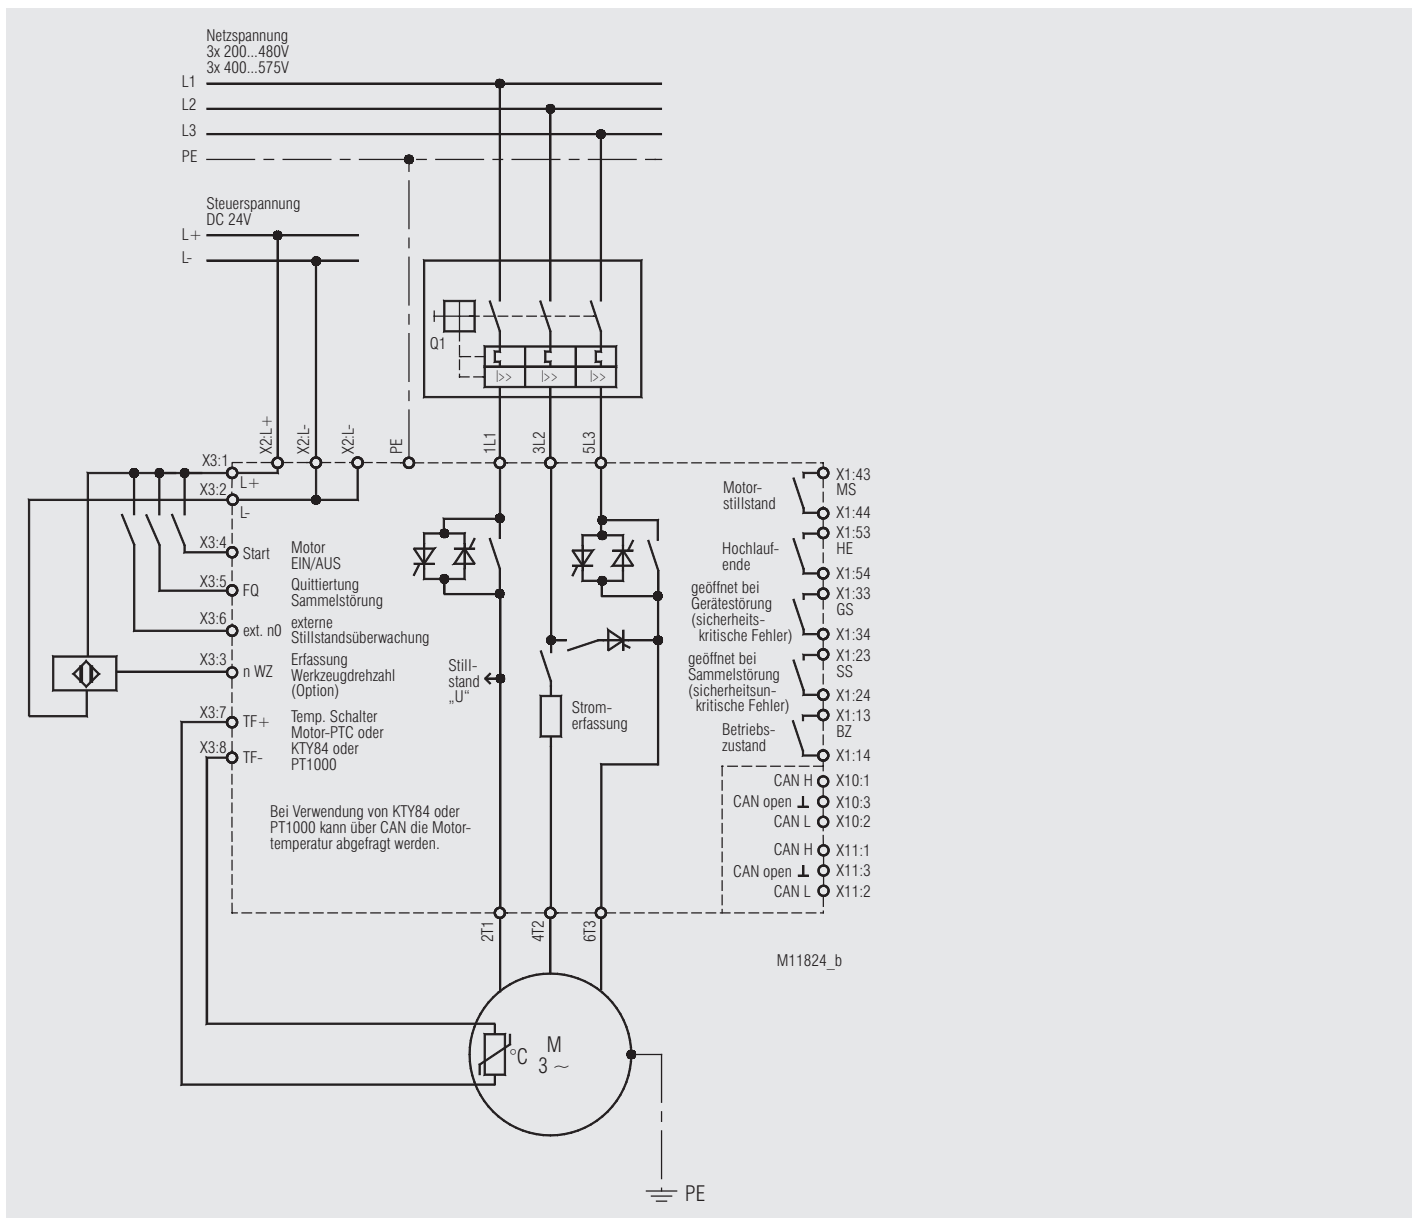 Netzspannung
3x 200...480V
3x 400...575V
L1
L2
L3
PE
Steuerspannung
DC 24V
L+
L-
Q1
I>>
I>>
I>>
X2:L+
X2:L-
X2:L-
PE
1L1
3L2
5L3
X3:1
L+
X3:2
L-
X3:4
Start
Motor
EIN/AUS
X3:5
FQ
Quittiertung
Sammelstörung
X3:6
ext. n0
externe
Stillstandsüberwachung
X3:3
n WZ
Erfassung
Werkzeugdrehzahl
(Option)
X3:7
TF+
Temp. Schalter
Motor-PTC oder
KTY84 oder
PT1000
X3:8
TF-
Bei Verwendung von KTY84 oder
PT1000 kann über CAN die Motor-
temperatur abgefragt werden.
Still-
stand
„U“
Strom-
erfassung
Motor-
stillstand
X1:43
MS
X1:44
Hochlauf-
ende
X1:53
HE
X1:54
geöffnet bei
Gerätestörung
(sicherheits-
kritische Fehler)
X1:33
GS
X1:34
geöffnet bei
Sammelstörung
(sicherheitsun-
kritische Fehler)
X1:23
SS
X1:24
Betriebs-
zustand
X1:13
BZ
X1:14
CAN H X10:1
CAN open X10:3
CAN L X10:2
CAN H X11:1
CAN open X11:3
CAN L X11:2
2T1
4T2
6T3
M11824_b
°C
M
3 ~
PE